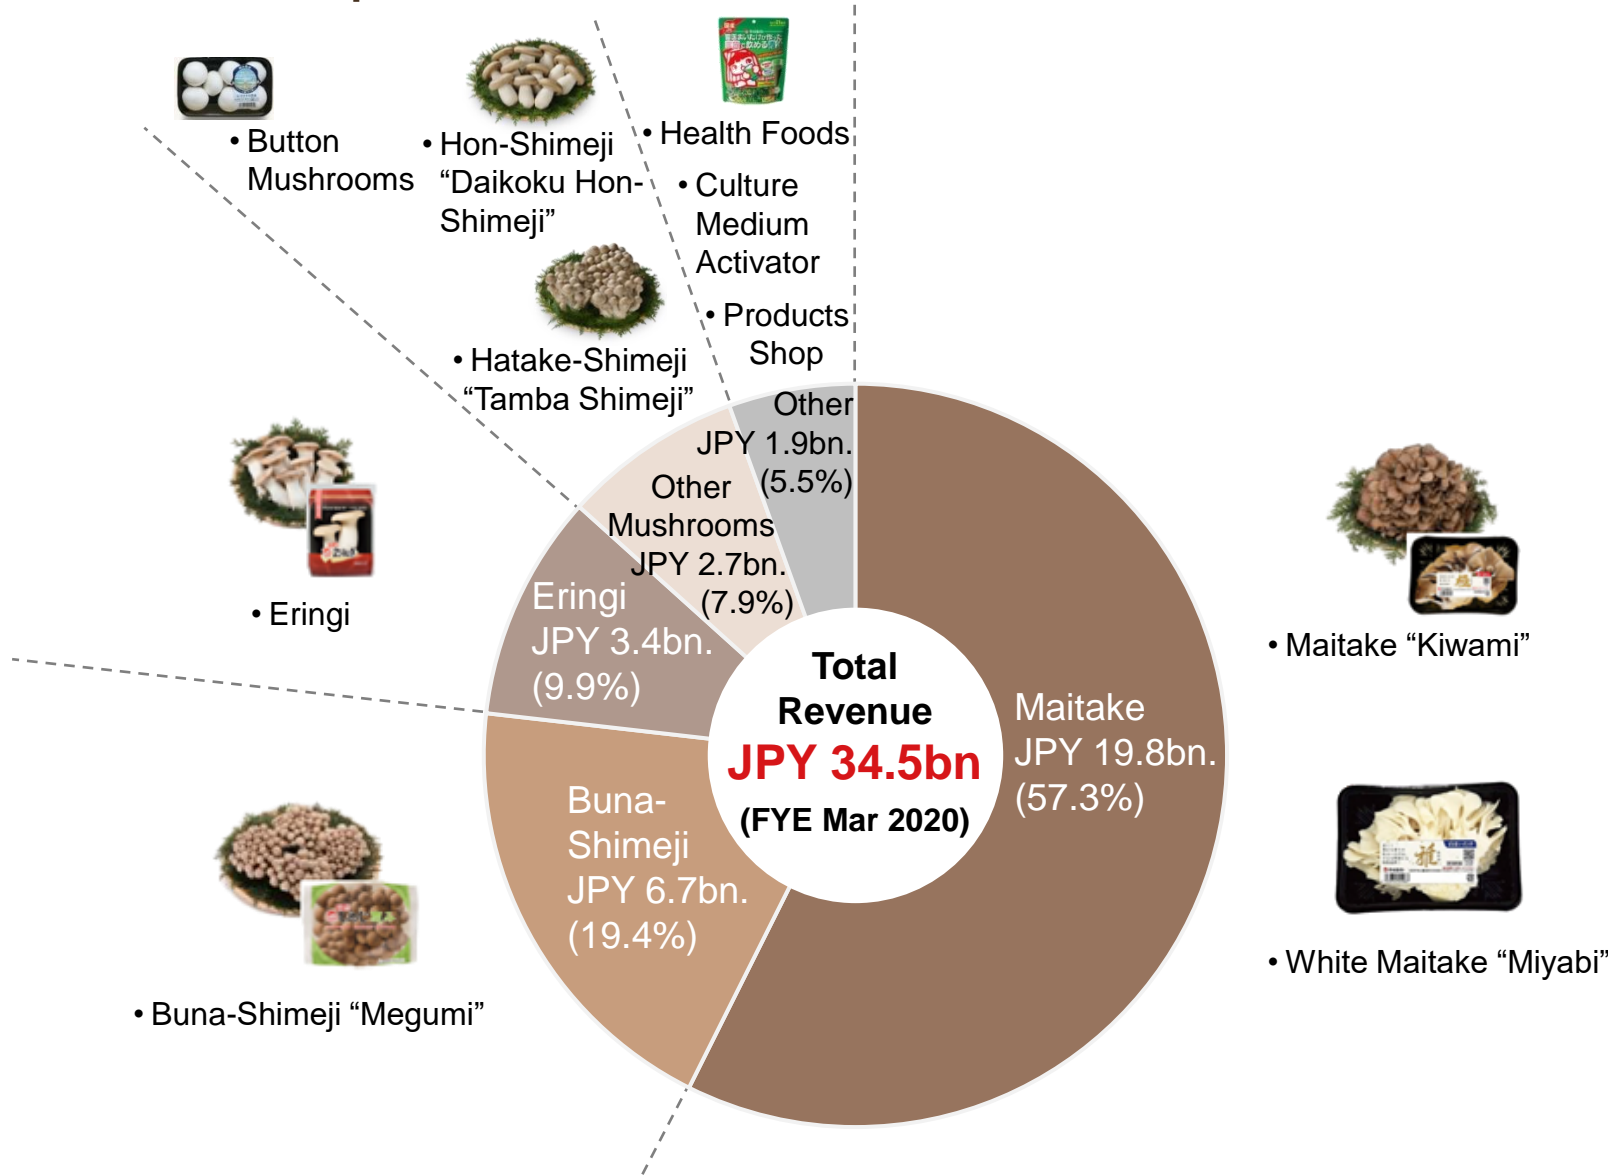 • Button
Mushrooms
• Hon-Shimeji
“Daikoku Hon-
Shimeji”
• Hatake-Shimeji
“Tamba Shimeji”
• Health Foods
• Culture
Medium
Activator
• Products
Shop
Other
JPY 1.9bn.
(5.5%)
Other
Mushrooms
JPY 2.7bn.
(7.9%)
Eringi
JPY 3.4bn.
(9.9%)
• Eringi
Buna-
Shimeji
JPY 6.7bn.
(19.4%)
• Buna-Shimeji “Megumi”
Total
Revenue
JPY 34.5bn
(FYE Mar 2020)
Maitake
JPY 19.8bn.
(57.3%)
• Maitake “Kiwami”
雅
• White Maitake “Miyabi”